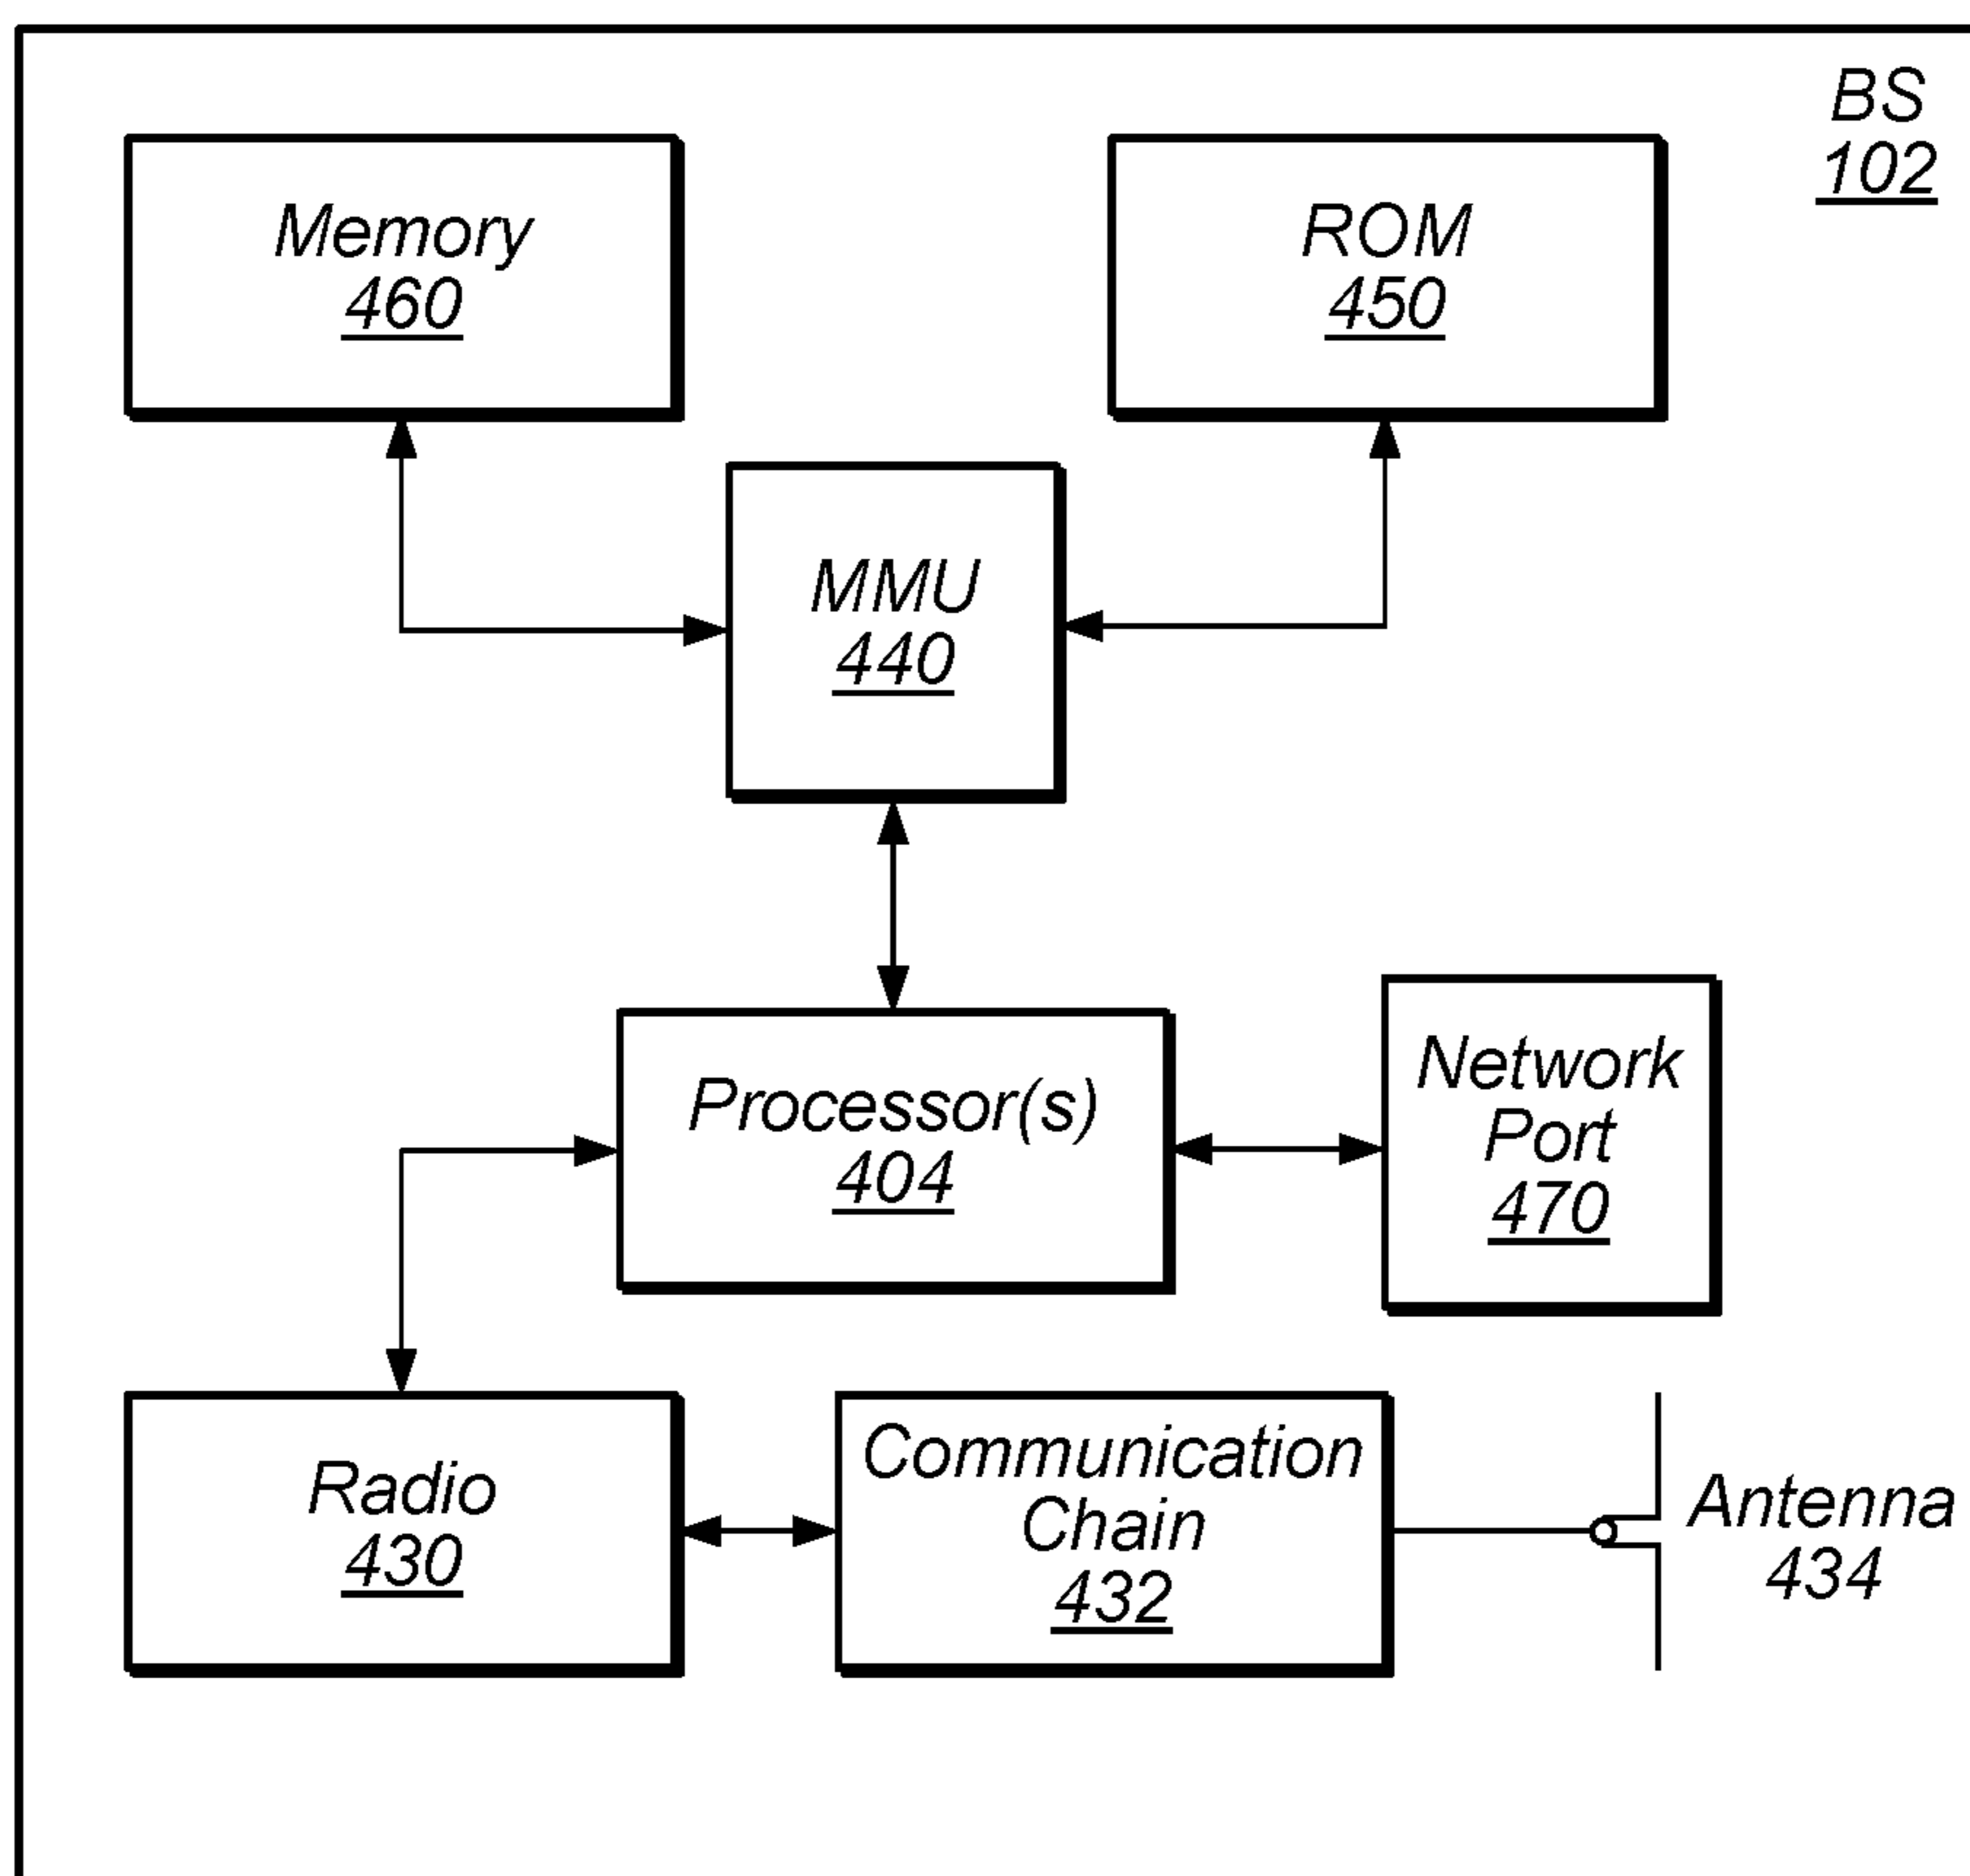 BS
102
Memory
460
ROM
450
MMU
440
Processor(s)
404
Network
Port
470
Radio
430
Communication
Chain
432
Antenna
434